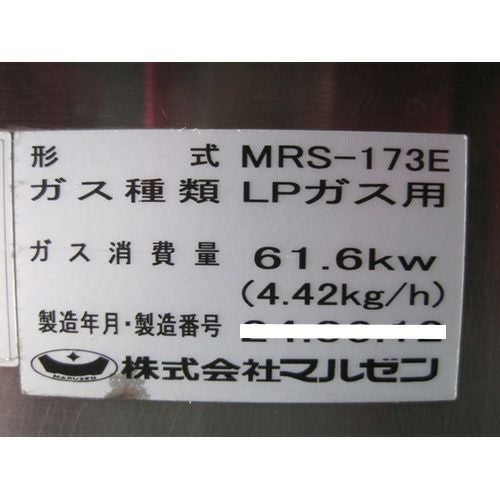 形 式 MRS-173E
ガス種類 LPガス用
ガス消費量 61.6kw
(4.42kg/h)
製造年月・製造番号
MARUZEN 株式会社マルゼン